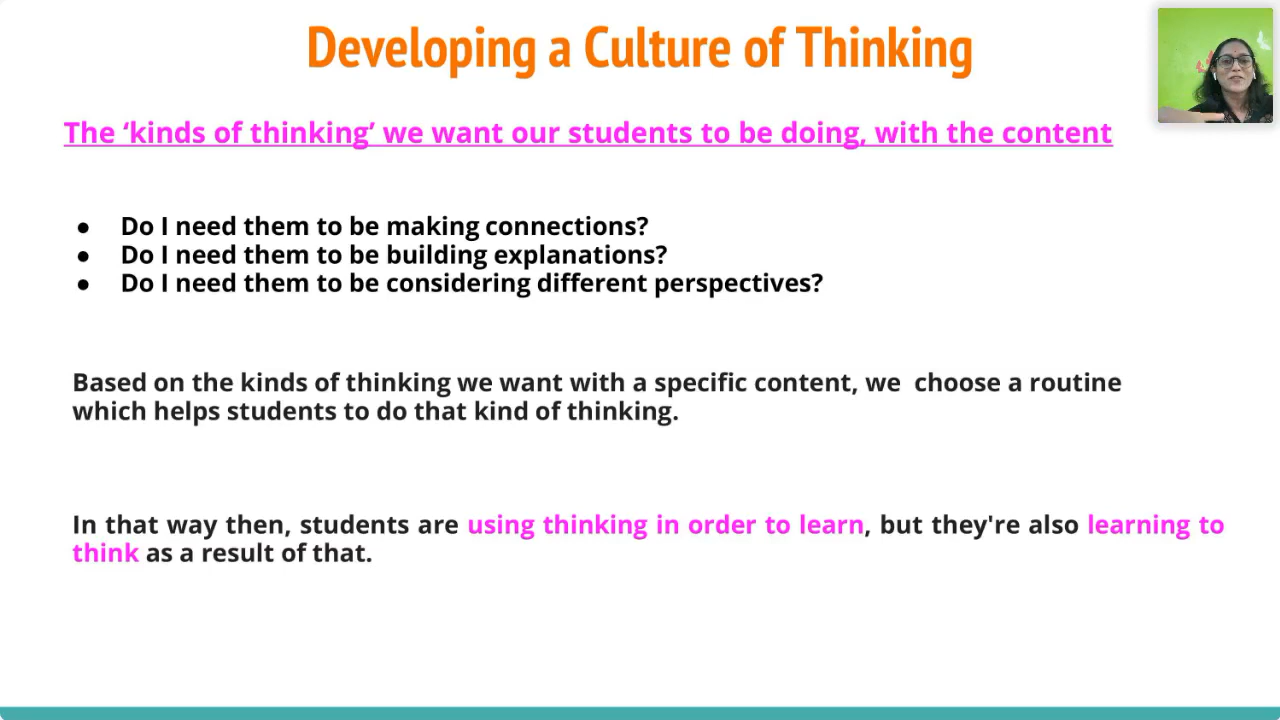 Developing a Culture of Thinking
The ‘kinds of thinking’ we want our students to be doing, with the content
● Do I need them to be making connections?
● Do I need them to be building explanations?
● Do I need them to be considering different perspectives?
Based on the kinds of thinking we want with a specific content, we  choose a routine
which helps students to do that kind of thinking.
In that way then, students are using thinking in order to learn, but they're also learning to
think as a result of that.